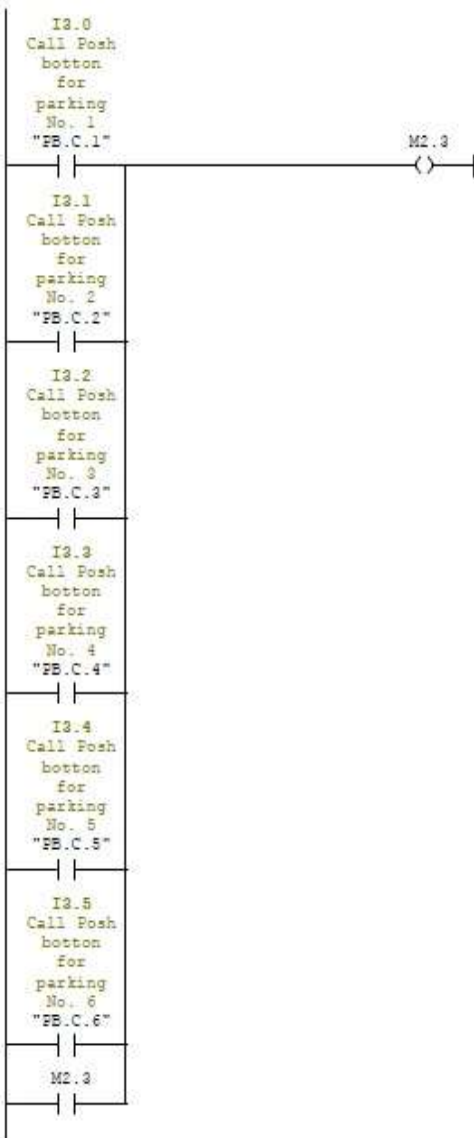 I3.0
Call Posh
botton
for
parking
No. 1
"PB.C.1"
M2.3
I3.1
Call Posh
botton
for
parking
No. 2
"PB.C.2"
I3.2
Call Posh
botton
for
parking
No. 3
"PB.C.3"
I3.3
Call Posh
botton
for
parking
No. 4
"PB.C.4"
I3.4
Call Posh
botton
for
parking
No. 5
"PB.C.5"
I3.5
Call Posh
botton
for
parking
No. 6
"PB.C.6"
M2.3